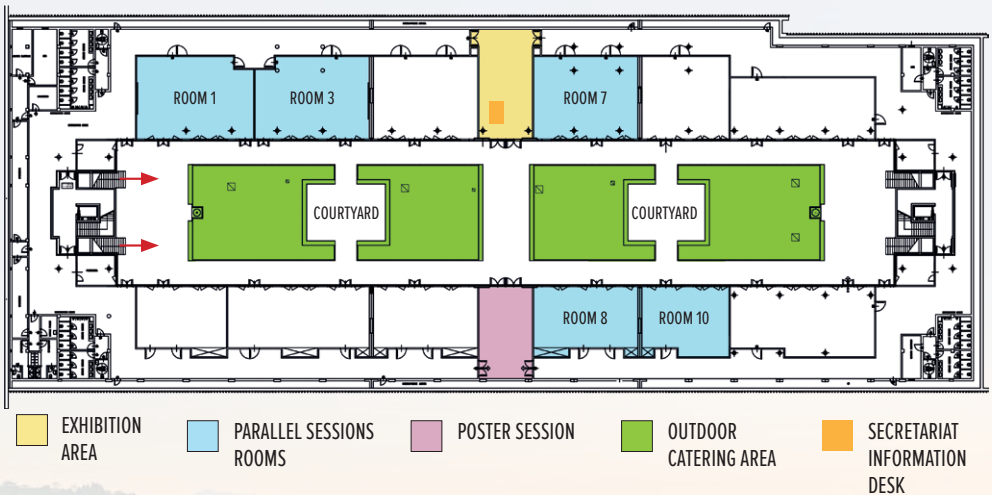 ROOM 1
ROOM 3
ROOM 7
COURTYARD
COURTYARD
ROOM 8
ROOM 10
EXHIBITION
AREA
PARALLEL SESSIONS
ROOMS
POSTER SESSION
OUTDOOR
CATERING AREA
SECRETARIAT
INFORMATION
DESK